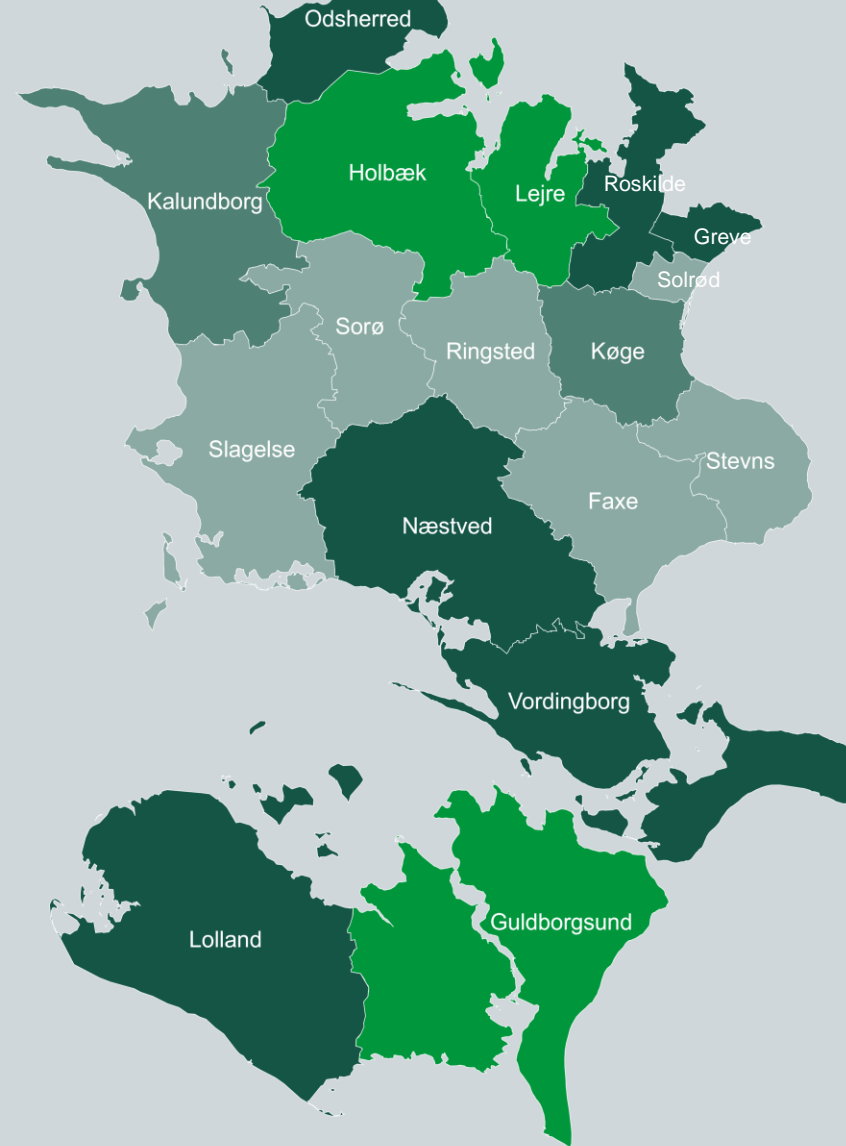 Odsherred
Holbæk
Lejre
Roskilde
Kalundborg
Greve
Solrød
Sorø
Ringsted
Køge
Slagelse
Stevns
Faxe
Næstved
Vordingborg
Guldborgsund
Lolland